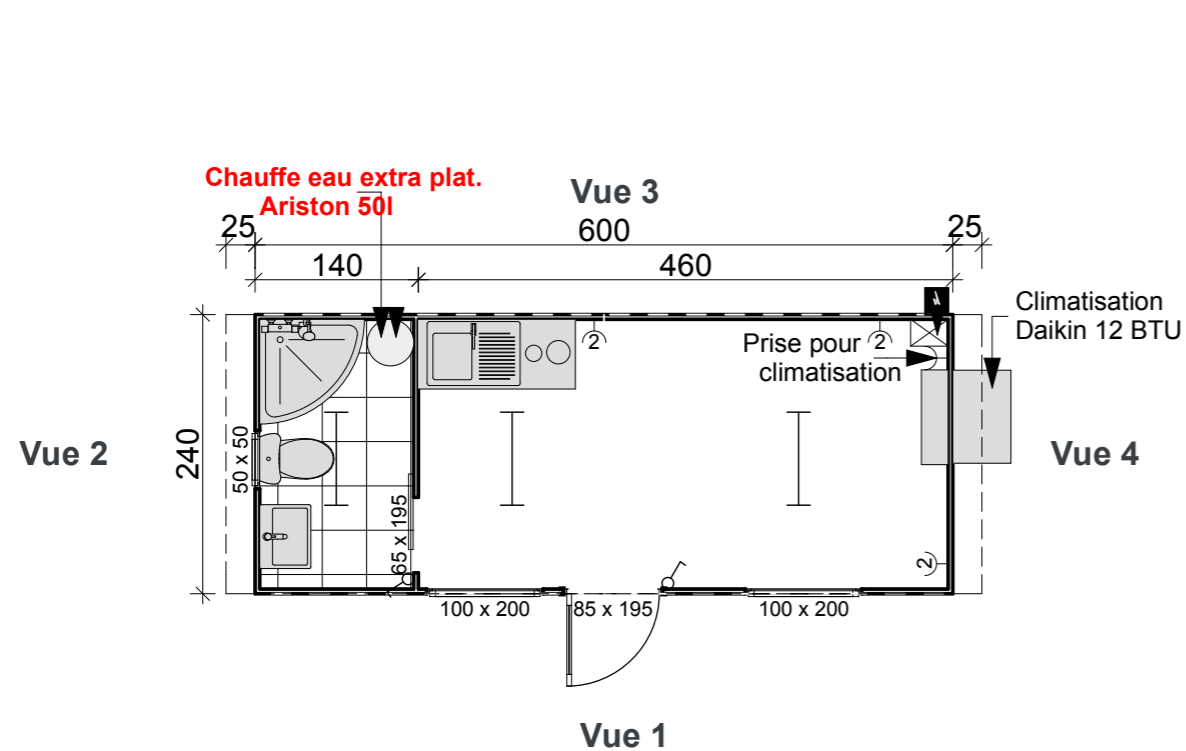 Chauffe eau extra plat.
Ariston 50l
Vue 3
25
600
25
140
460
Climatisation
Daikin 12 BTU
2
2
Prise pour
climatisation
Vue 2
240
50 x 50
Vue 4
65 x 195
2
100 x 200
85 x 195
100 x 200
Vue 1